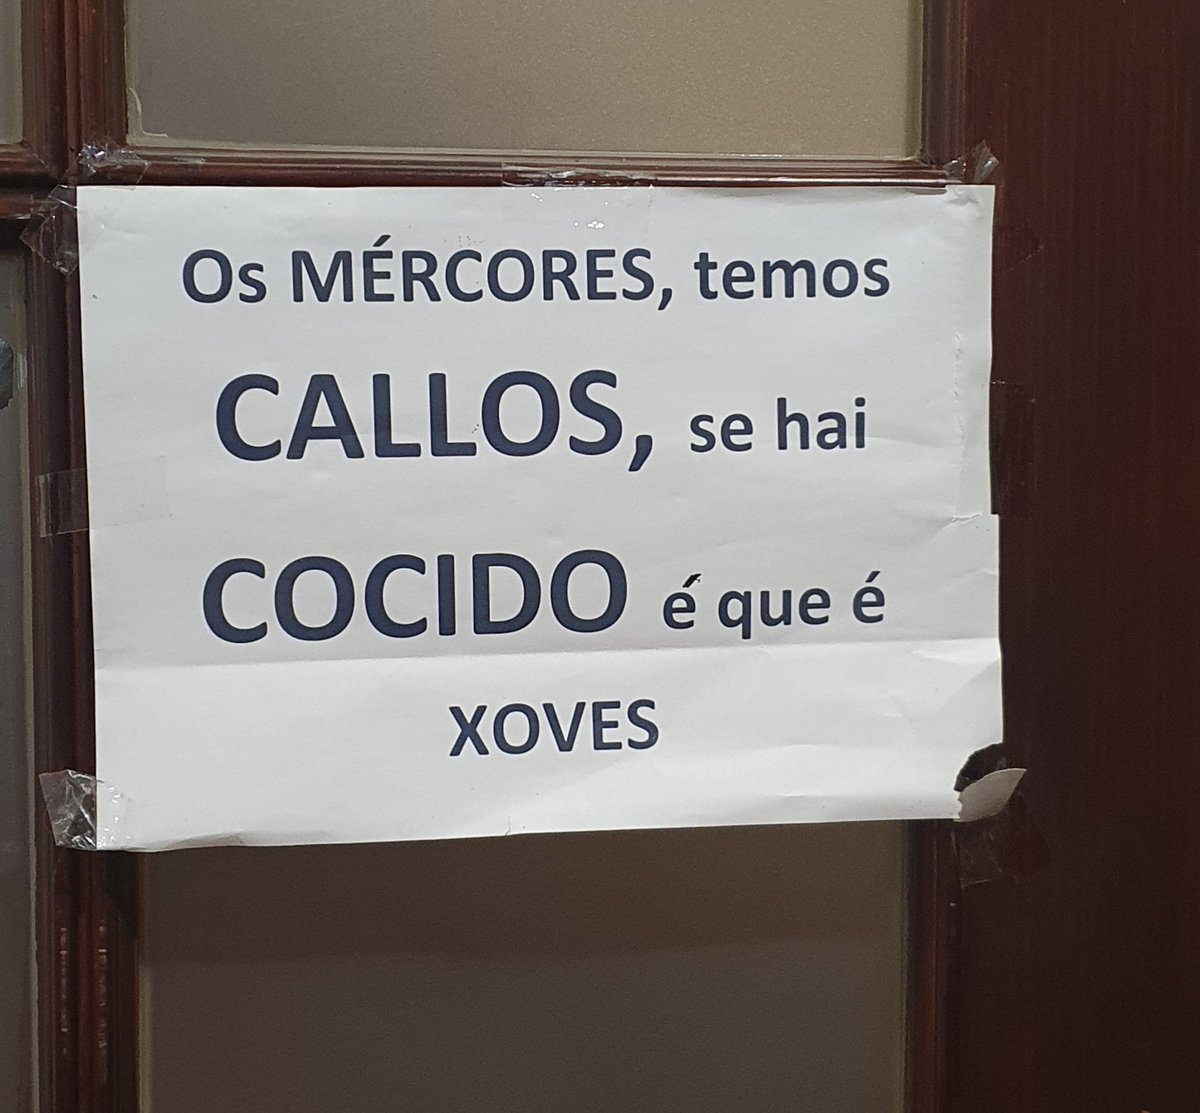 Os MÉRCORES, temos
CALLOS, se hai
COCIDO é que é
XOVES